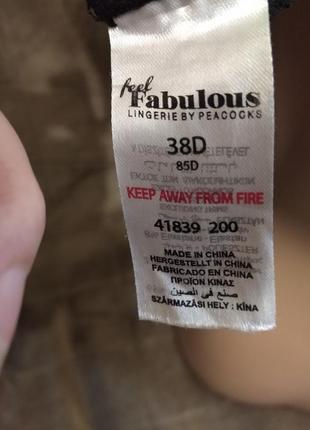 feel
Fabulous
LINGERIE BY PEACOCKS
38D
85D
KEEP AWAY FROM FIRE
41839 200
MADE IN CHINA
HERGESTELLT IN CHINA
FABRICADO EN CHINA
ΠΡΟΪΟΝ ΚΙΝΑΣ
صنع في الصين
SZÁRMAZÁSI HELY : KÍNA